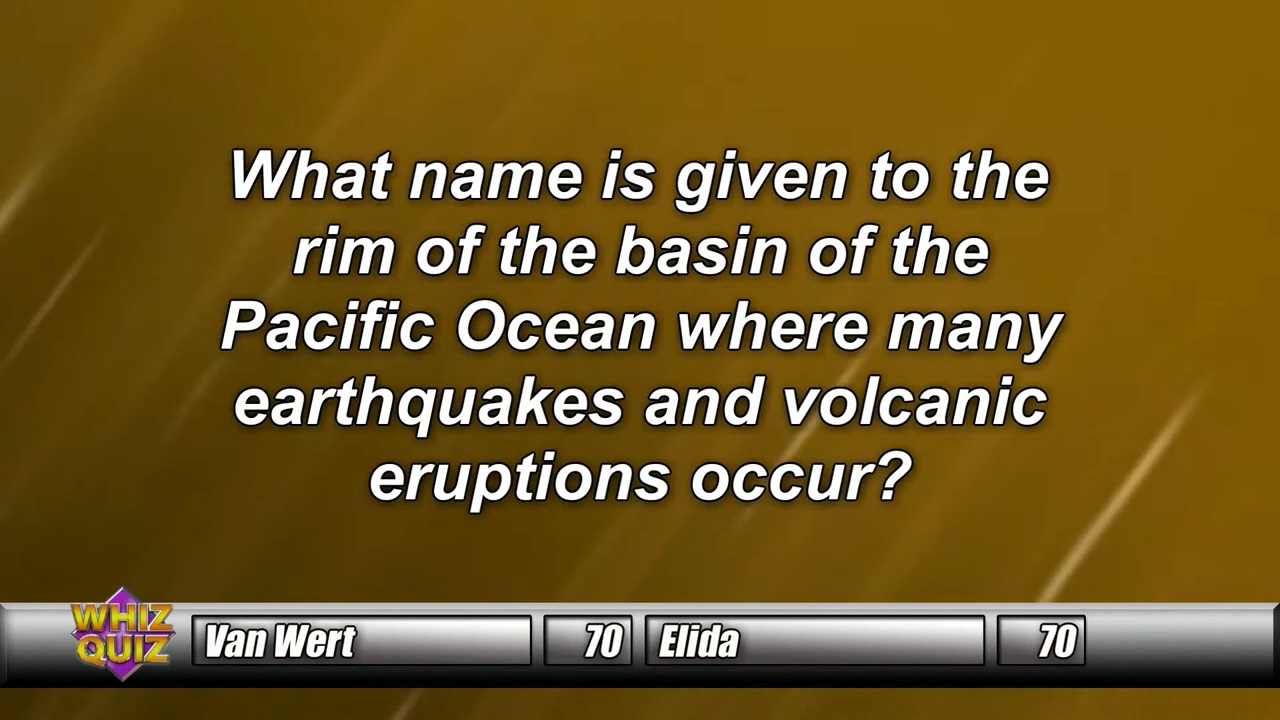 What name is given to the
rim of the basin of the
Pacific Ocean where many
earthquakes and volcanic
eruptions occur?
WHIZ
QUIZ
Van Wert 70 Elida 70